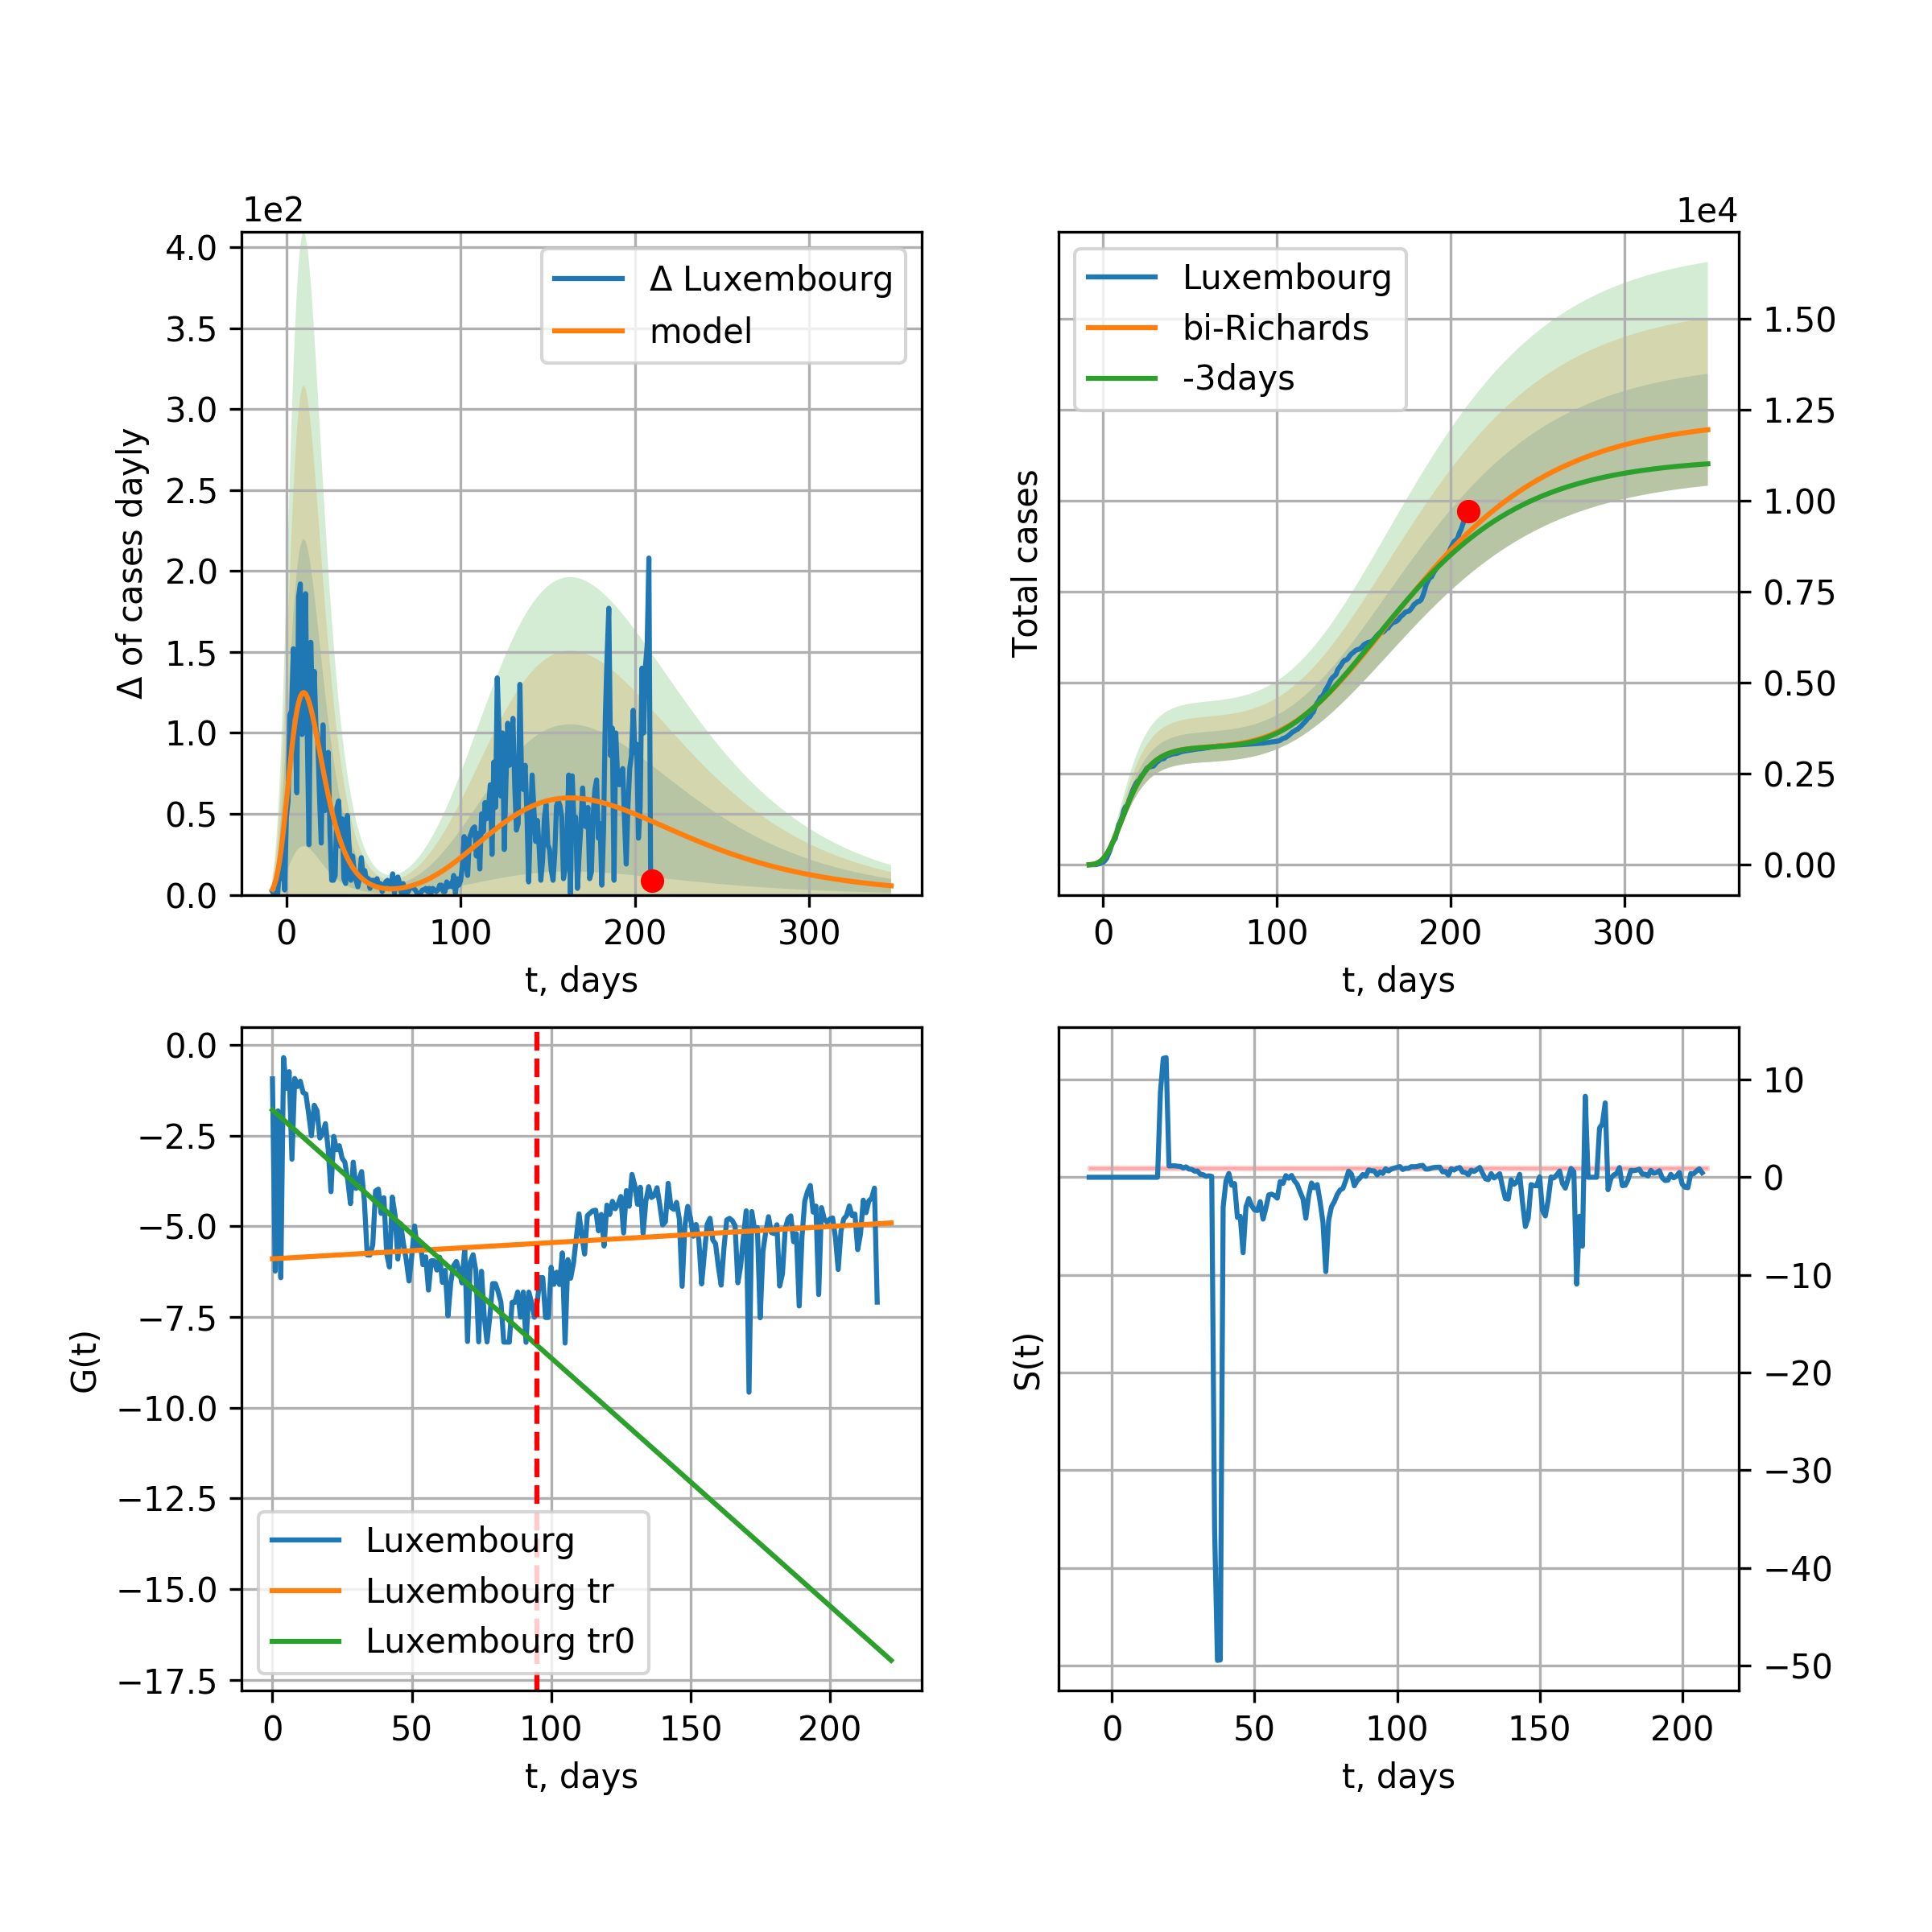 1e2
4.0
3.5
3.0
2.5
2.0
1.5
1.0
0.5
0.0
Δ of cases dayly
Δ Luxembourg
model
0 100 200 300
t, days
1e4
Luxembourg
bi-Richards
-3days
Total cases
1.50
1.25
1.00
0.75
0.50
0.25
0.00
0 100 200 300
t, days
0.0
−2.5
−5.0
−7.5
−10.0
−12.5
−15.0
−17.5
G(t)
Luxembourg
Luxembourg tr
Luxembourg tr0
0 50 100 150 200
t, days
S(t)
10
0
−10
−20
−30
−40
−50
0 50 100 150 200
t, days